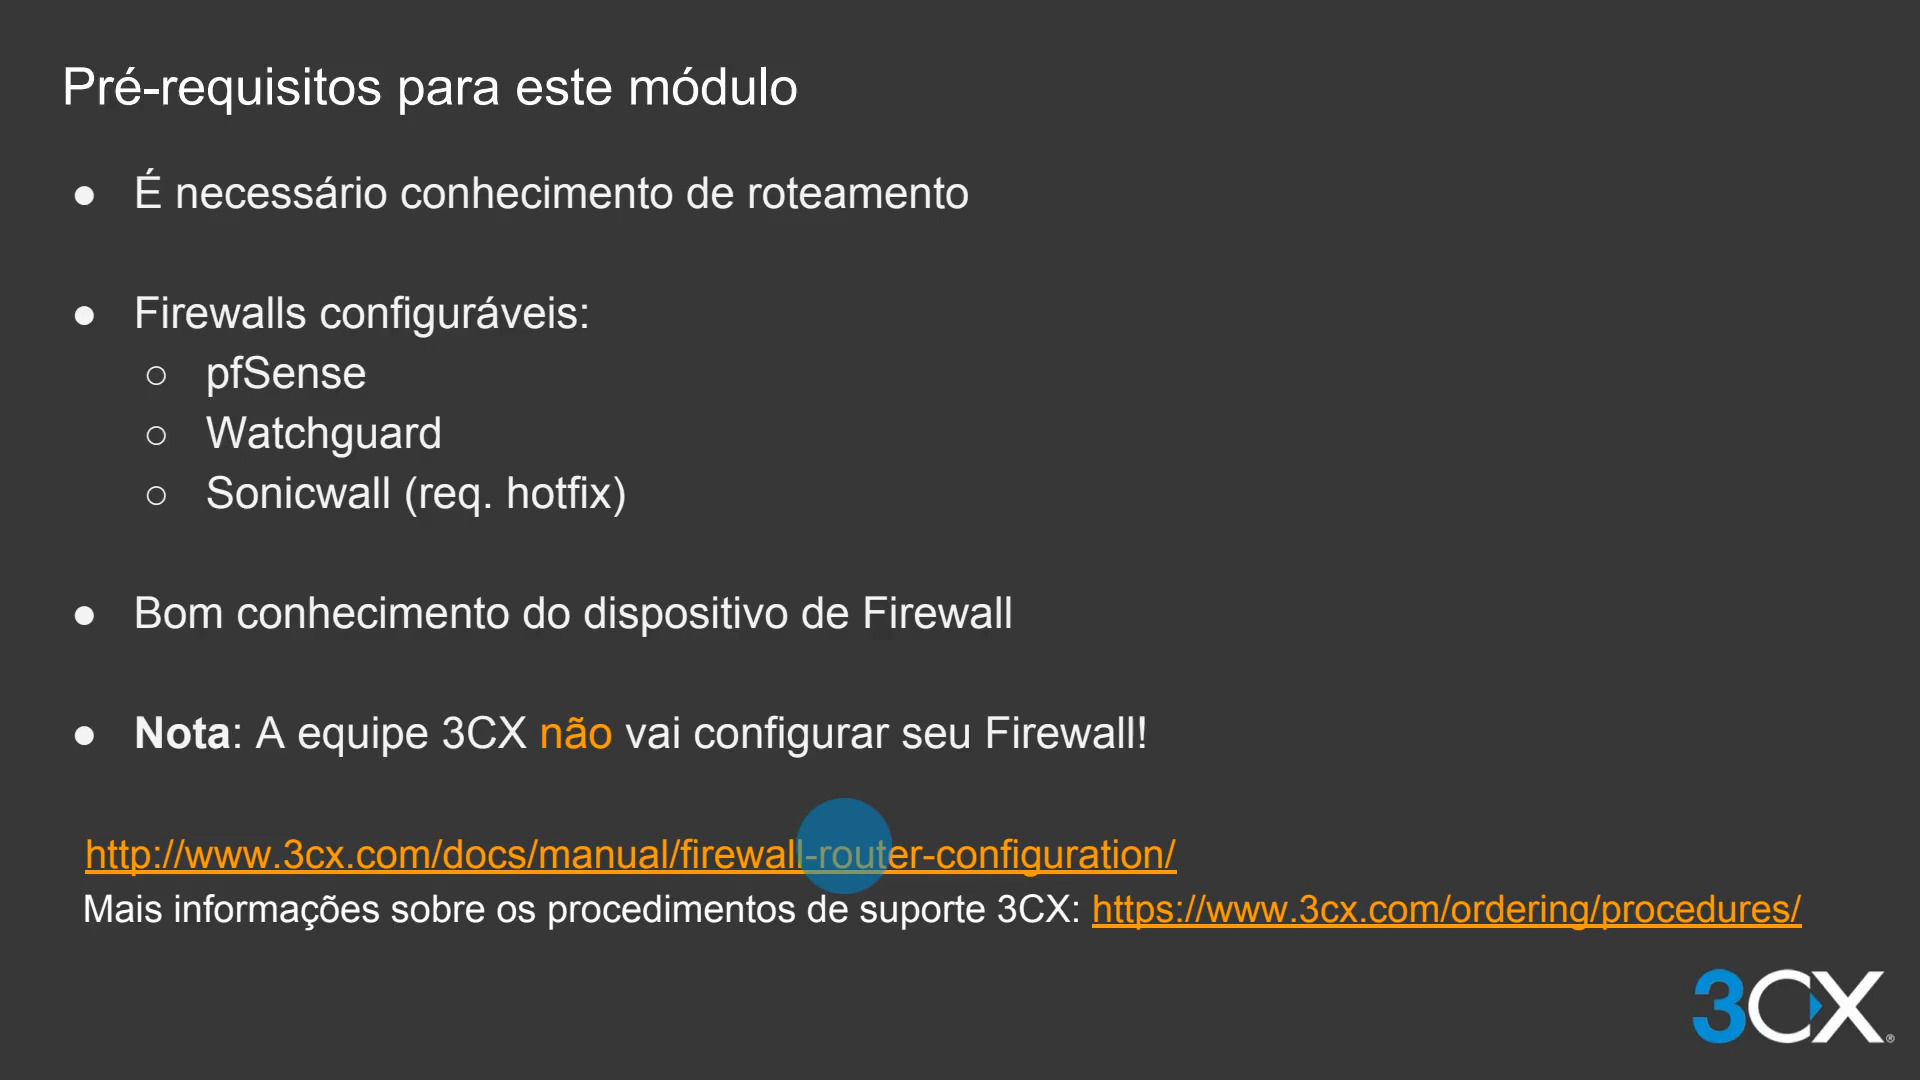 Pré-requisitos para este módulo
● É necessário conhecimento de roteamento
● Firewalls configuráveis:
○ pfSense
○ Watchguard
○ Sonicwall (req. hotfix)
● Bom conhecimento do dispositivo de Firewall
● Nota: A equipe 3CX não vai configurar seu Firewall!
http://www.3cx.com/docs/manual/firewall-router-configuration/
Mais informações sobre os procedimentos de suporte 3CX: https://www.3cx.com/ordering/procedures/
3CX®